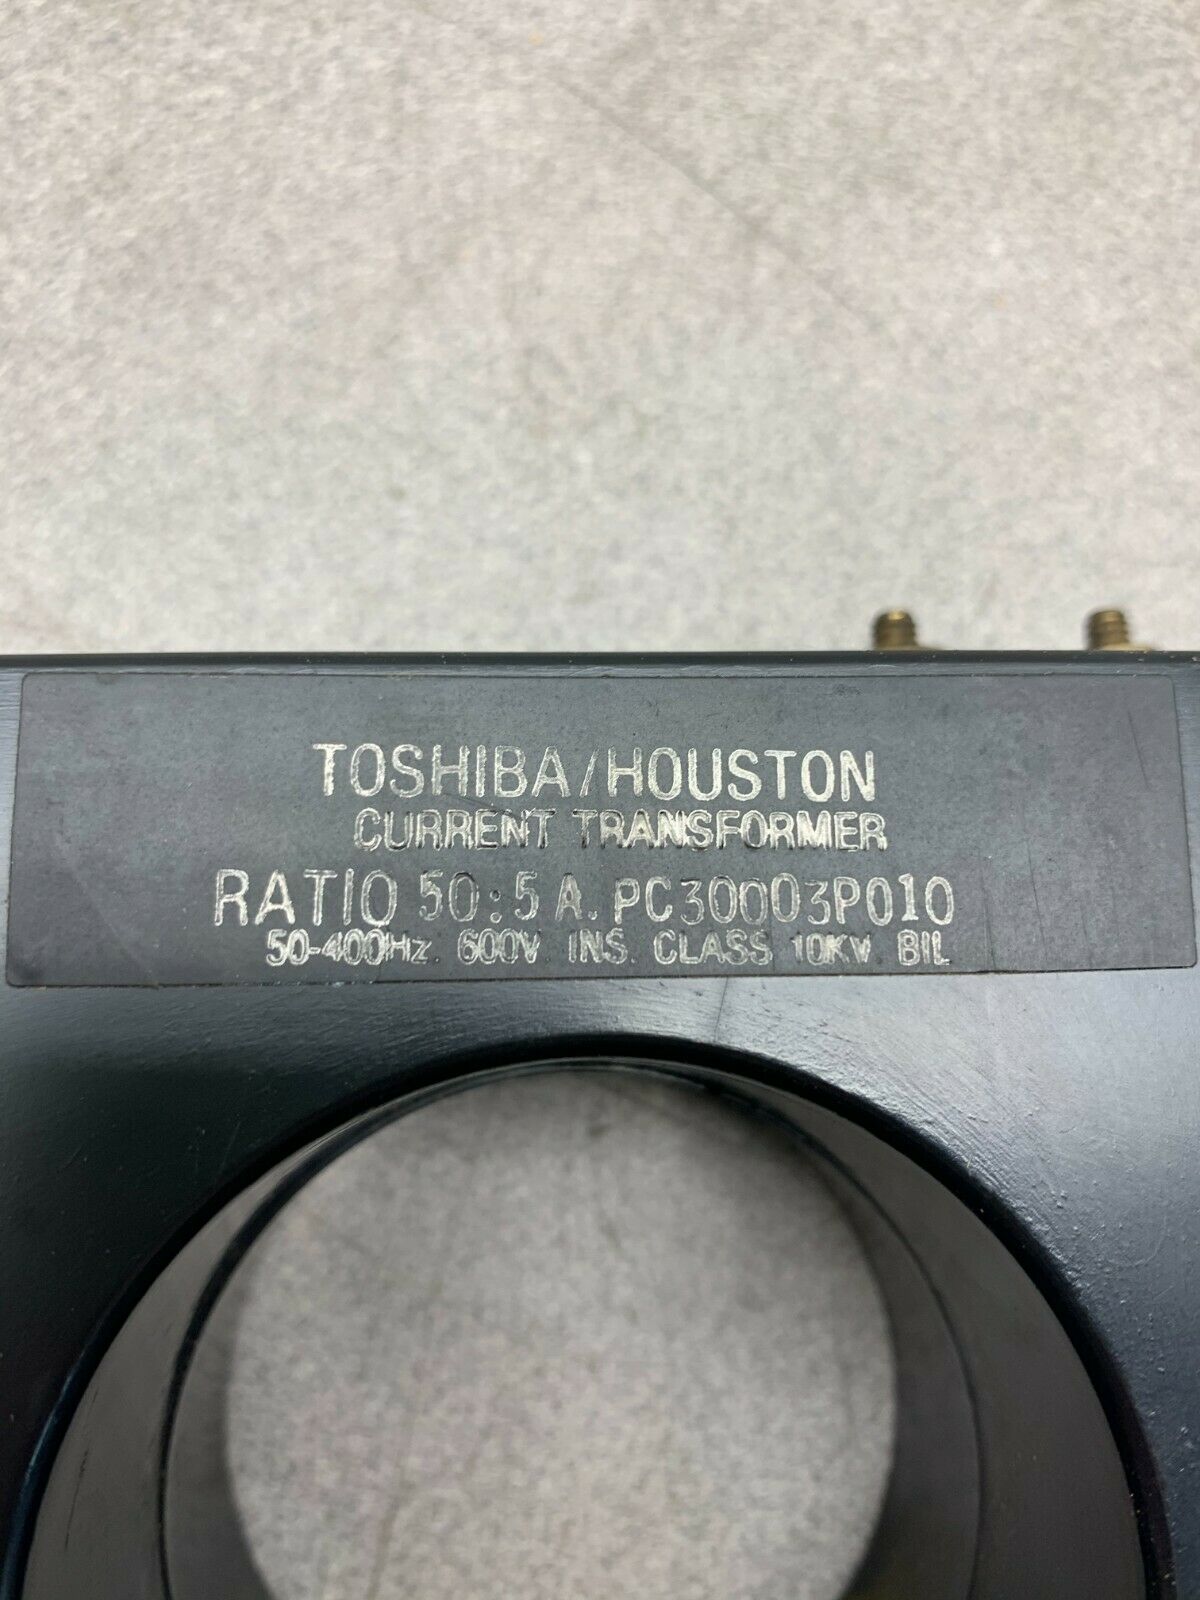 TOSHIBA/HOUSTON
CURRENT TRANSFORMER
RATIO 50:5 A. PC30003P010
50-400Hz. 600V. INS. CLASS 10KV. BIL